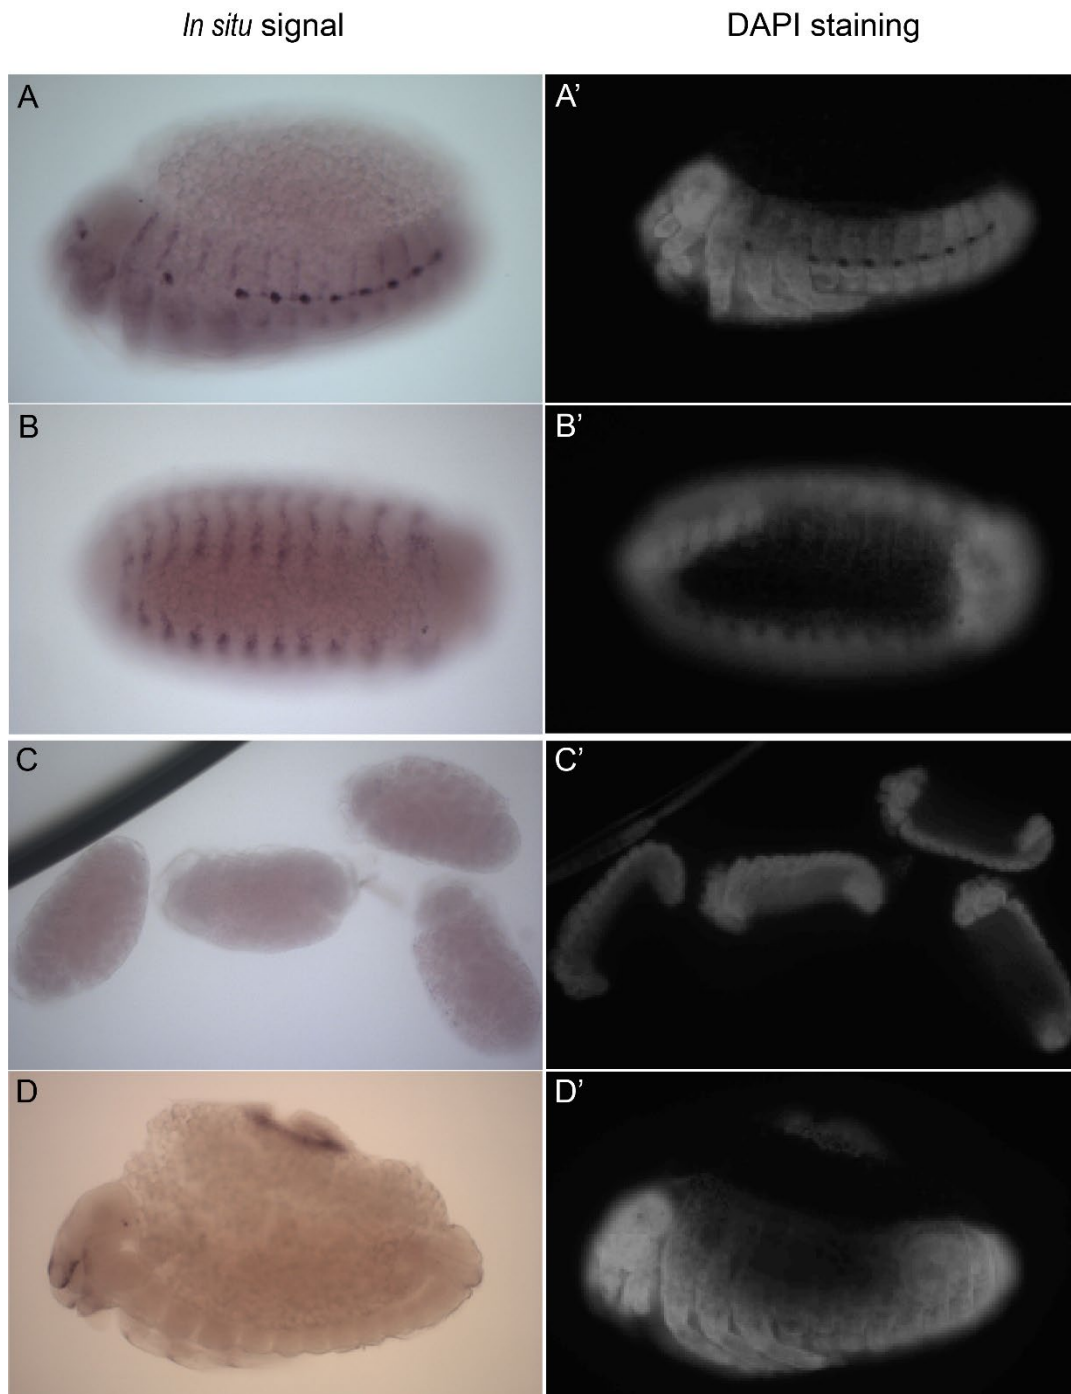 In situ signal
DAPI staining
A
A’
B
B’
C
C’
D
D’